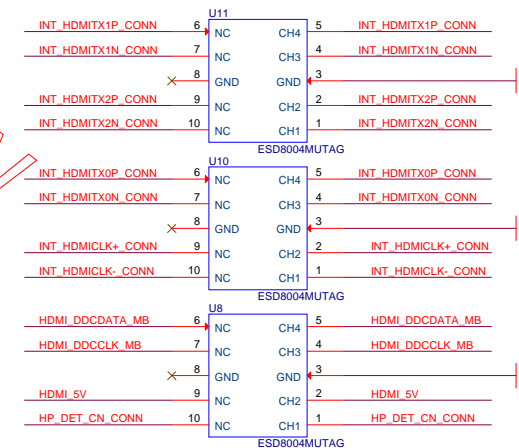 U11
INT_HDMITX1P_CONN 6 NC CH4 5 INT_HDMITX1P_CONN
INT_HDMITX1N_CONN 7 NC CH3 4 INT_HDMITX1N_CONN
8 GND GND 3
INT_HDMITX2P_CONN 9 NC CH2 2 INT_HDMITX2P_CONN
INT_HDMITX2N_CONN 10 NC CH1 1 INT_HDMITX2N_CONN
ESD8004MUTAG
U10
INT_HDMITX0P_CONN 6 NC CH4 5 INT_HDMITX0P_CONN
INT_HDMITX0N_CONN 7 NC CH3 4 INT_HDMITX0N_CONN
8 GND GND 3
INT_HDMICLK+_CONN 9 NC CH2 2 INT_HDMICLK+_CONN
INT_HDMICLK-_CONN 10 NC CH1 1 INT_HDMICLK-_CONN
ESD8004MUTAG
U8
HDMI_DDCDATA_MB 6 NC CH4 5 HDMI_DDCDATA_MB
HDMI_DDCCLK_MB 7 NC CH3 4 HDMI_DDCCLK_MB
8 GND GND 3
HDMI_5V 9 NC CH2 2 HDMI_5V
HP_DET_CN_CONN 10 NC CH1 1 HP_DET_CN_CONN
ESD8004MUTAG